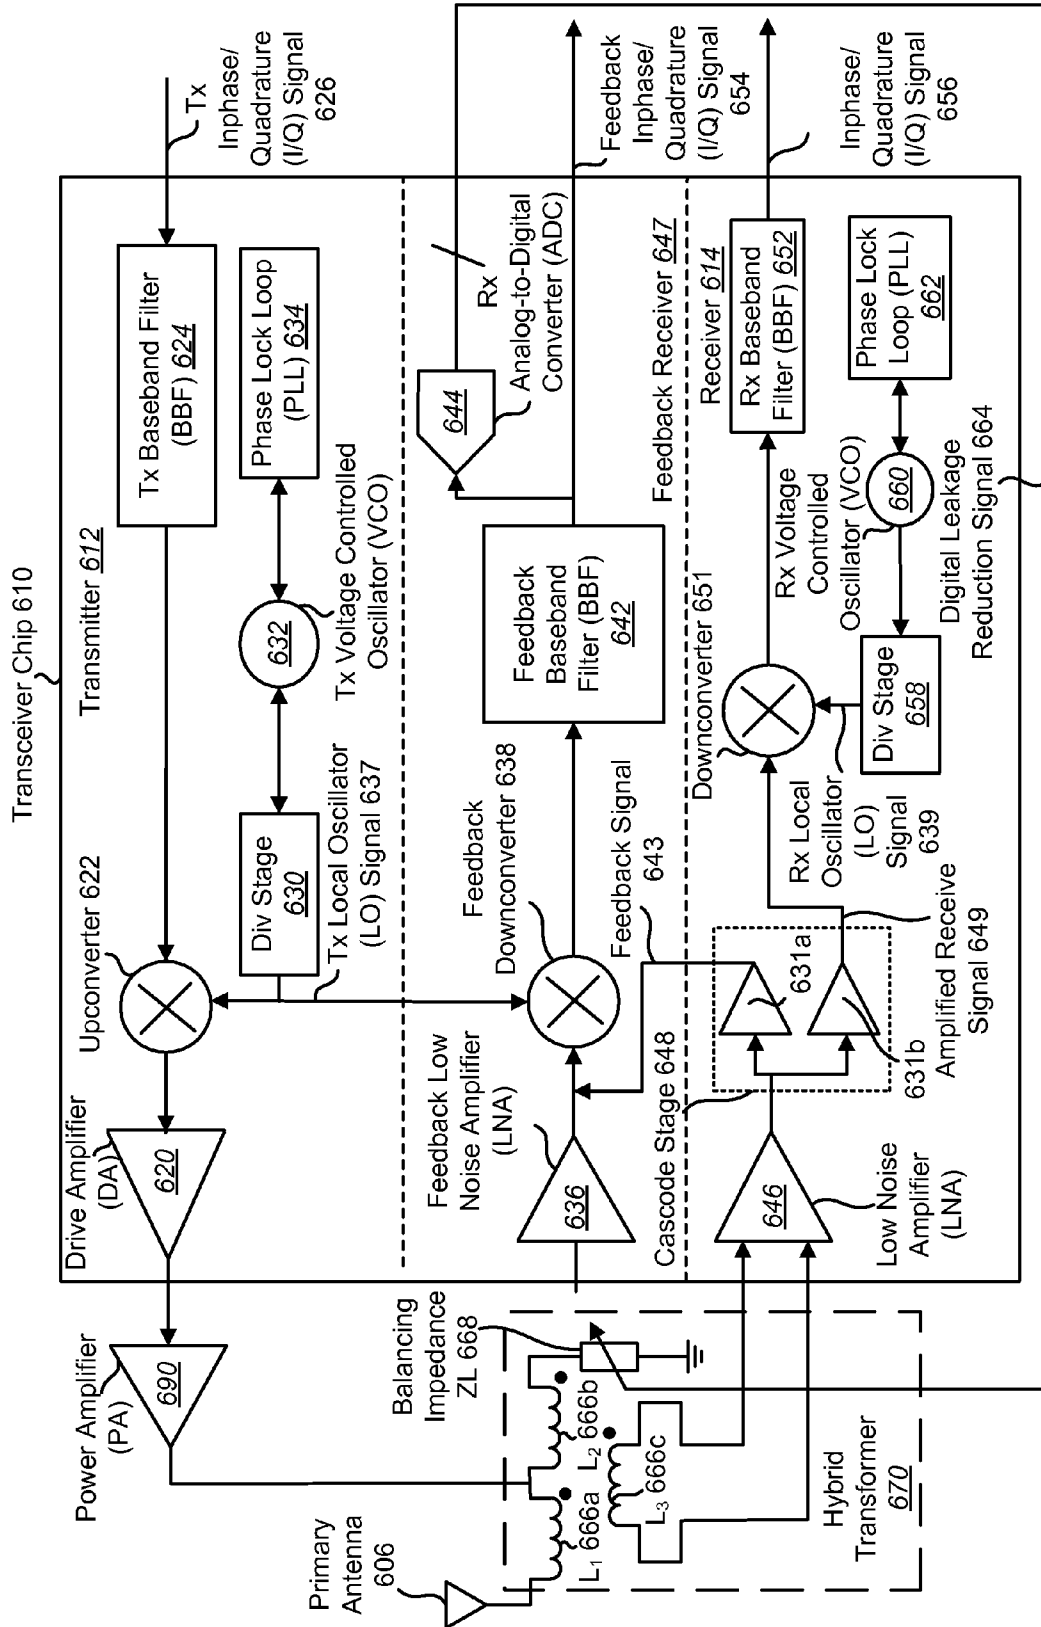 Transceiver Chip 610
Transmitter 612
Tx
Inphase/
Quadrature
(I/Q) Signal
626
Tx Baseband Filter
(BBF) 624
Phase Lock Loop
(PLL) 634
632
Tx Voltage Controlled
Oscillator (VCO)
Div Stage
630
Tx Local Oscillator
(LO) Signal 637
Upconverter 622
Drive Amplifier
(DA)
620
Power Amplifier
(PA)
690
Rx
644
Analog-to-Digital
Converter (ADC)
Feedback
Inphase/
Quadrature
(I/Q) Signal
654
Feedback
Baseband
Filter (BBF)
642
Feedback
Downconverter 638
Feedback Low
Noise Amplifier
(LNA)
636
Feedback Signal
643
Feedback Receiver 647
Receiver 614
Rx Baseband
Filter (BBF) 652
Inphase/
Quadrature
(I/Q) Signal
656
Phase Lock
Loop (PLL)
662
660
Rx Voltage
Controlled
Oscillator (VCO)
Digital Leakage
Reduction Signal 664
Downconverter 651
Div Stage
658
Rx Local
Oscillator
(LO)
Signal
639
Amplified Receive
Signal 649
631a
631b
Cascode Stage 648
646
Low Noise
Amplifier
(LNA)
Balancing
Impedance
ZL 668
Primary
Antenna
606
L1
666a
L2
666b
L3
666c
Hybrid
Transformer
670